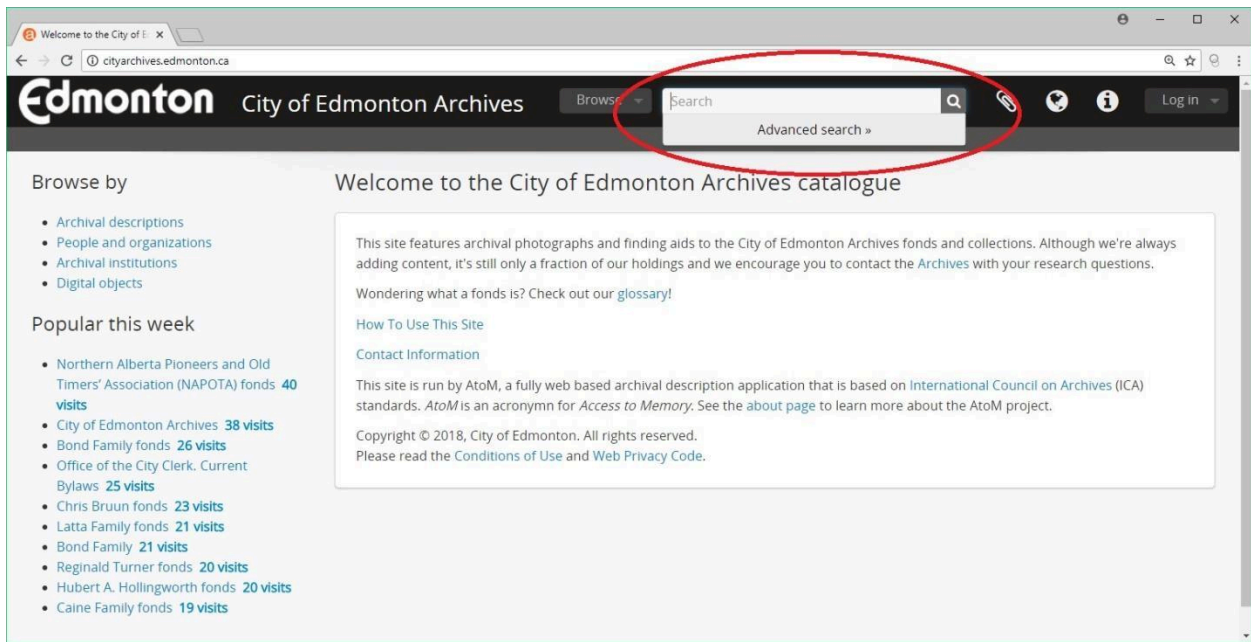 Welcome to the City of E
cityarchives.edmonton.ca
Edmonton
City of Edmonton Archives
Browse
Search
Log in
Advanced search »
Browse by
Archival descriptions
People and organizations
Archival institutions
Digital objects
Popular this week
Northern Alberta Pioneers and Old
Timers' Association (NAPOTA) fonds 40
visits
City of Edmonton Archives 38 visits
Bond Family fonds 26 visits
Office of the City Clerk. Current
Bylaws 25 visits
Chris Bruun fonds 23 visits
Latta Family fonds 21 visits
Bond Family 21 visits
Reginald Turner fonds 20 visits
Hubert A. Hollingworth fonds 20 visits
Caine Family fonds 19 visits
Welcome to the City of Edmonton Archives catalogue
This site features archival photographs and finding aids to the City of Edmonton Archives fonds and collections. Although we're always
adding content, it's still only a fraction of our holdings and we encourage you to contact the Archives with your research questions.
Wondering what a fonds is? Check out our glossary!
How To Use This Site
Contact Information
This site is run by AtoM, a fully web based archival description application that is based on International Council on Archives (ICA)
standards. AtoM is an acronymn for Access to Memory. See the about page to learn more about the AtoM project.
Copyright © 2018, City of Edmonton. All rights reserved.
Please read the Conditions of Use and Web Privacy Code.